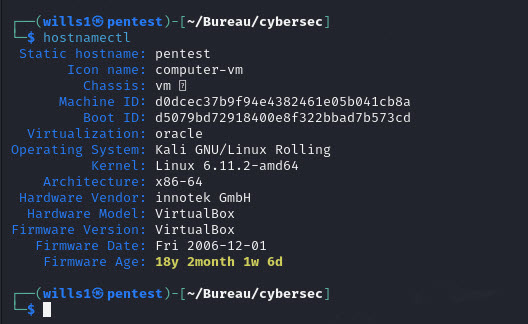 ┌──(wills1㉿pentest)-[~/Bureau/cybersec]
└─$ hostnamectl
Static hostname: pentest
Icon name: computer-vm
Chassis: vm
Machine ID: d0dcec37b9f94e4382461e05b041cb8a
Boot ID: d5079bd72918400e8f322bbad7b573cd
Virtualization: oracle
Operating System: Kali GNU/Linux Rolling
Kernel: Linux 6.11.2-amd64
Architecture: x86-64
Hardware Vendor: innotek GmbH
Hardware Model: VirtualBox
Firmware Version: VirtualBox
Firmware Date: Fri 2006-12-01
Firmware Age: 18y 2month 1w 6d
┌──(wills1㉿pentest)-[~/Bureau/cybersec]
└─$